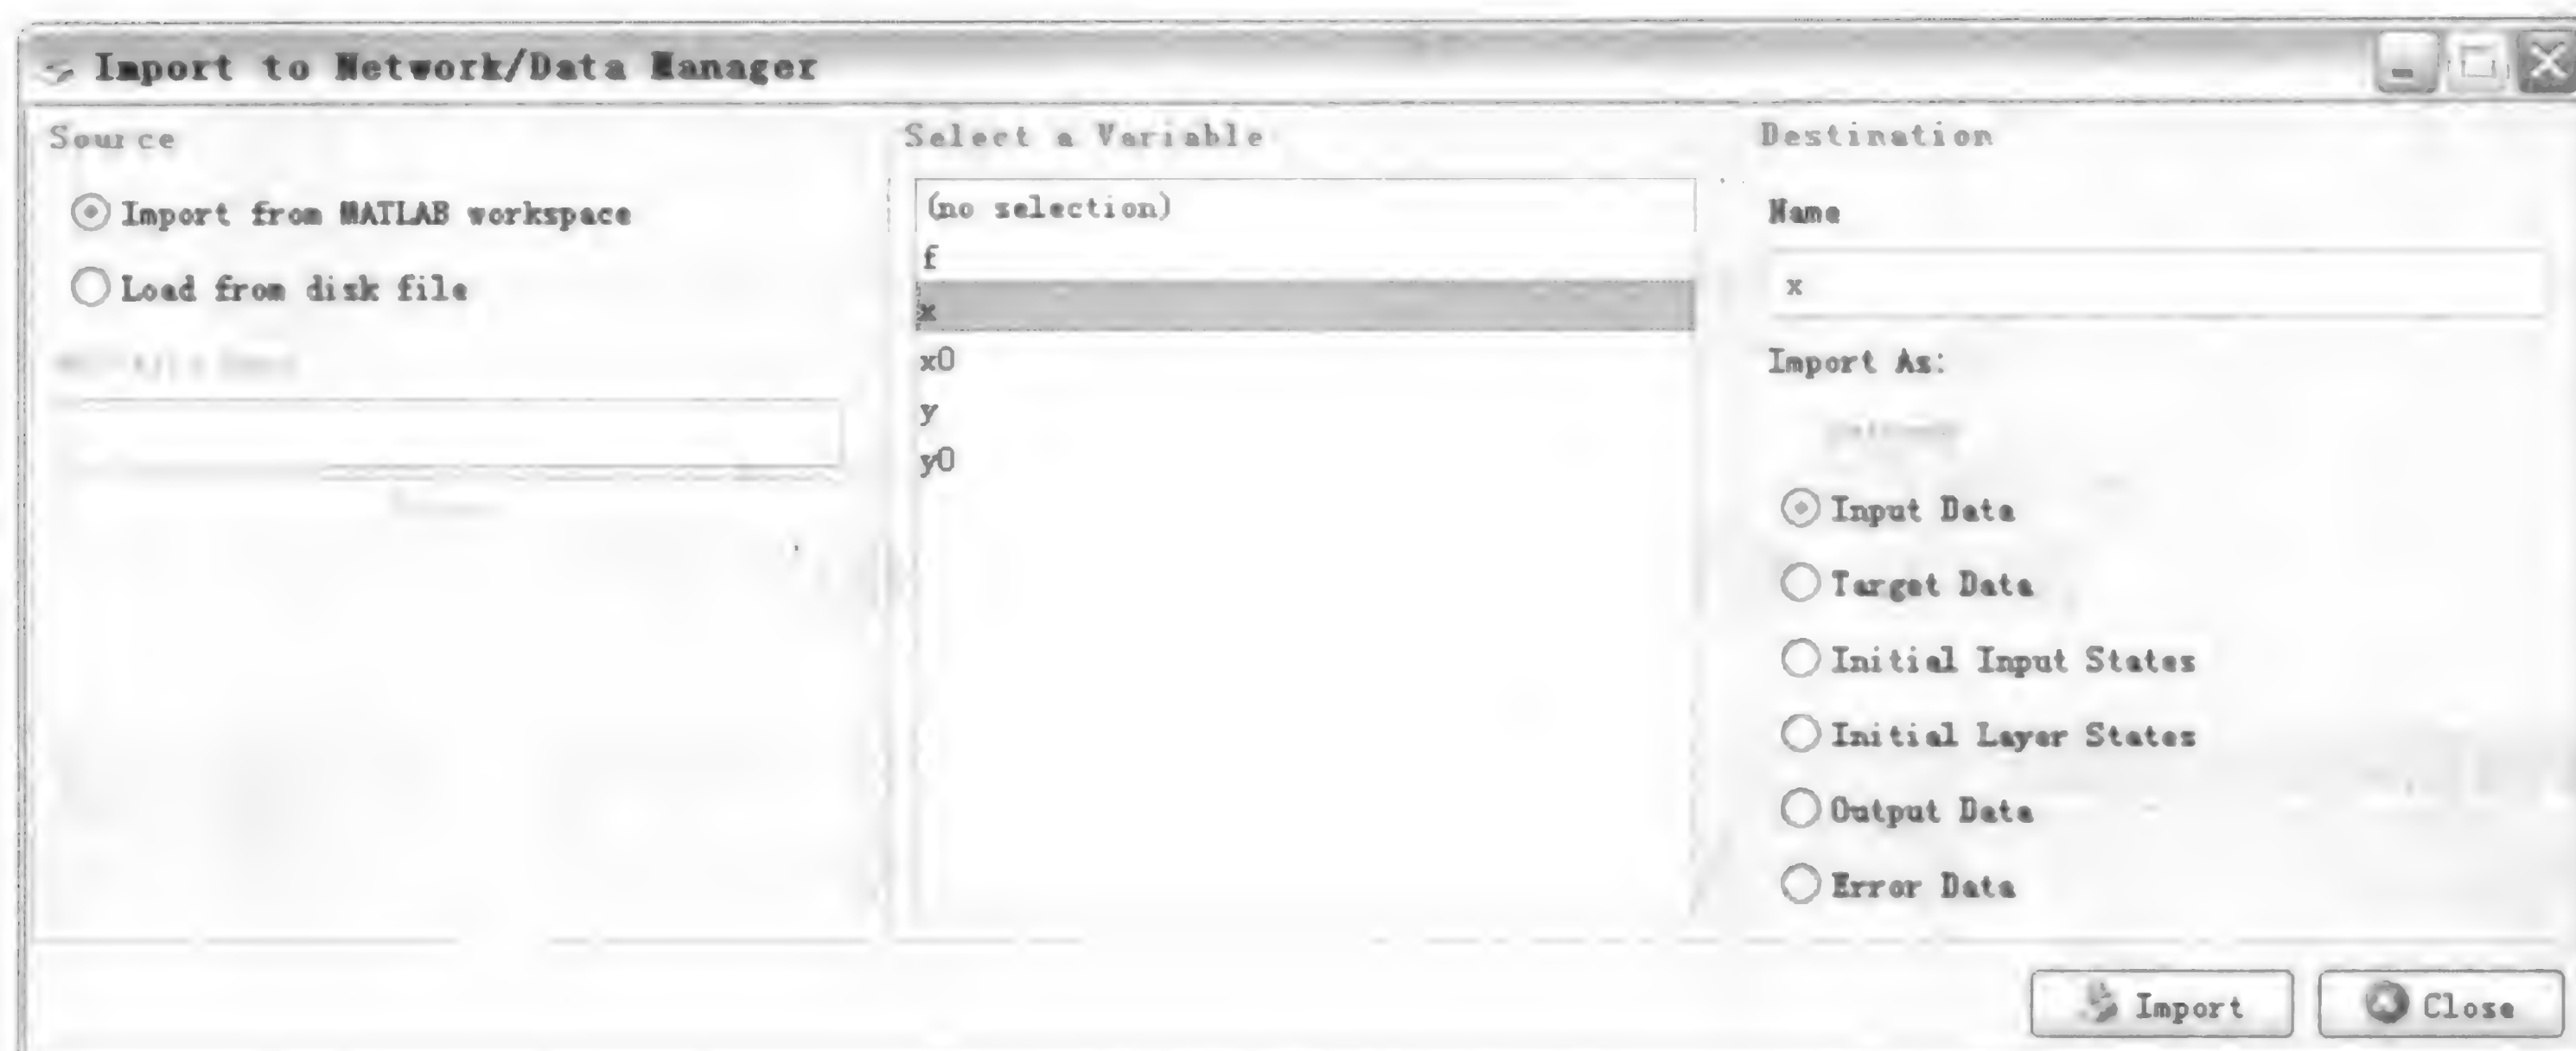 Import to Network/Data Manager
Source
Import from MATLAB workspace
Load from disk file
Select a Variable
(no selection)
f
x
x0
y
y0
Destination
Name
x
Import As:
Input Data
Target Data
Initial Input States
Initial Layer States
Output Data
Error Data
Import
Close